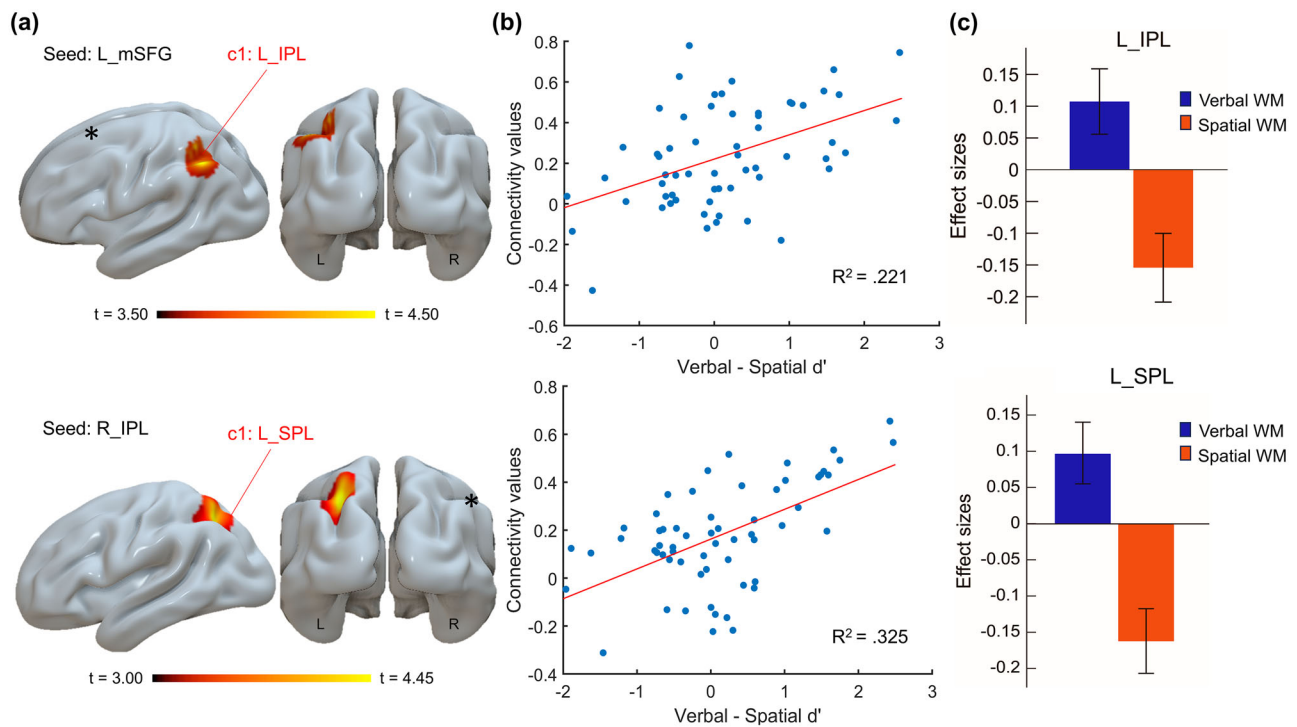 (a)
Seed: L_mSFG
c1: L_IPL
*
L
R
t = 3.50
t = 4.50
Seed: R_IPL
c1: L_SPL
*
L
R
t = 3.00
t = 4.45
(b)
0.8
0.6
0.4
0.2
0
-0.2
-0.4
-0.6
Connectivity values
R² = .221
-2
-1
0
1
2
3
Verbal - Spatial d'
0.8
0.6
0.4
0.2
0
-0.2
-0.4
Connectivity values
R² = .325
-2
-1
0
1
2
3
Verbal - Spatial d'
(c)
L_IPL
0.15
0.1
0.05
0
-0.05
-0.1
-0.15
-0.2
Effect sizes
Verbal WM
Spatial WM
L_SPL
0.15
0.1
0.05
0
-0.05
-0.1
-0.15
-0.2
Effect sizes
Verbal WM
Spatial WM